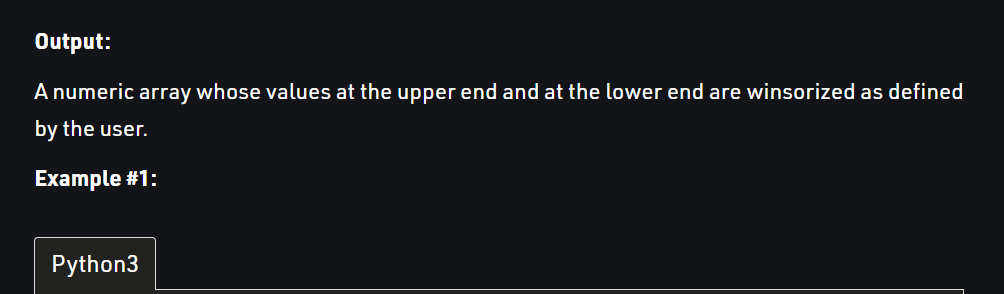 Output:
A numeric array whose values at the upper end and at the lower end are winsorized as defined
by the user.
Example #1:
Python3